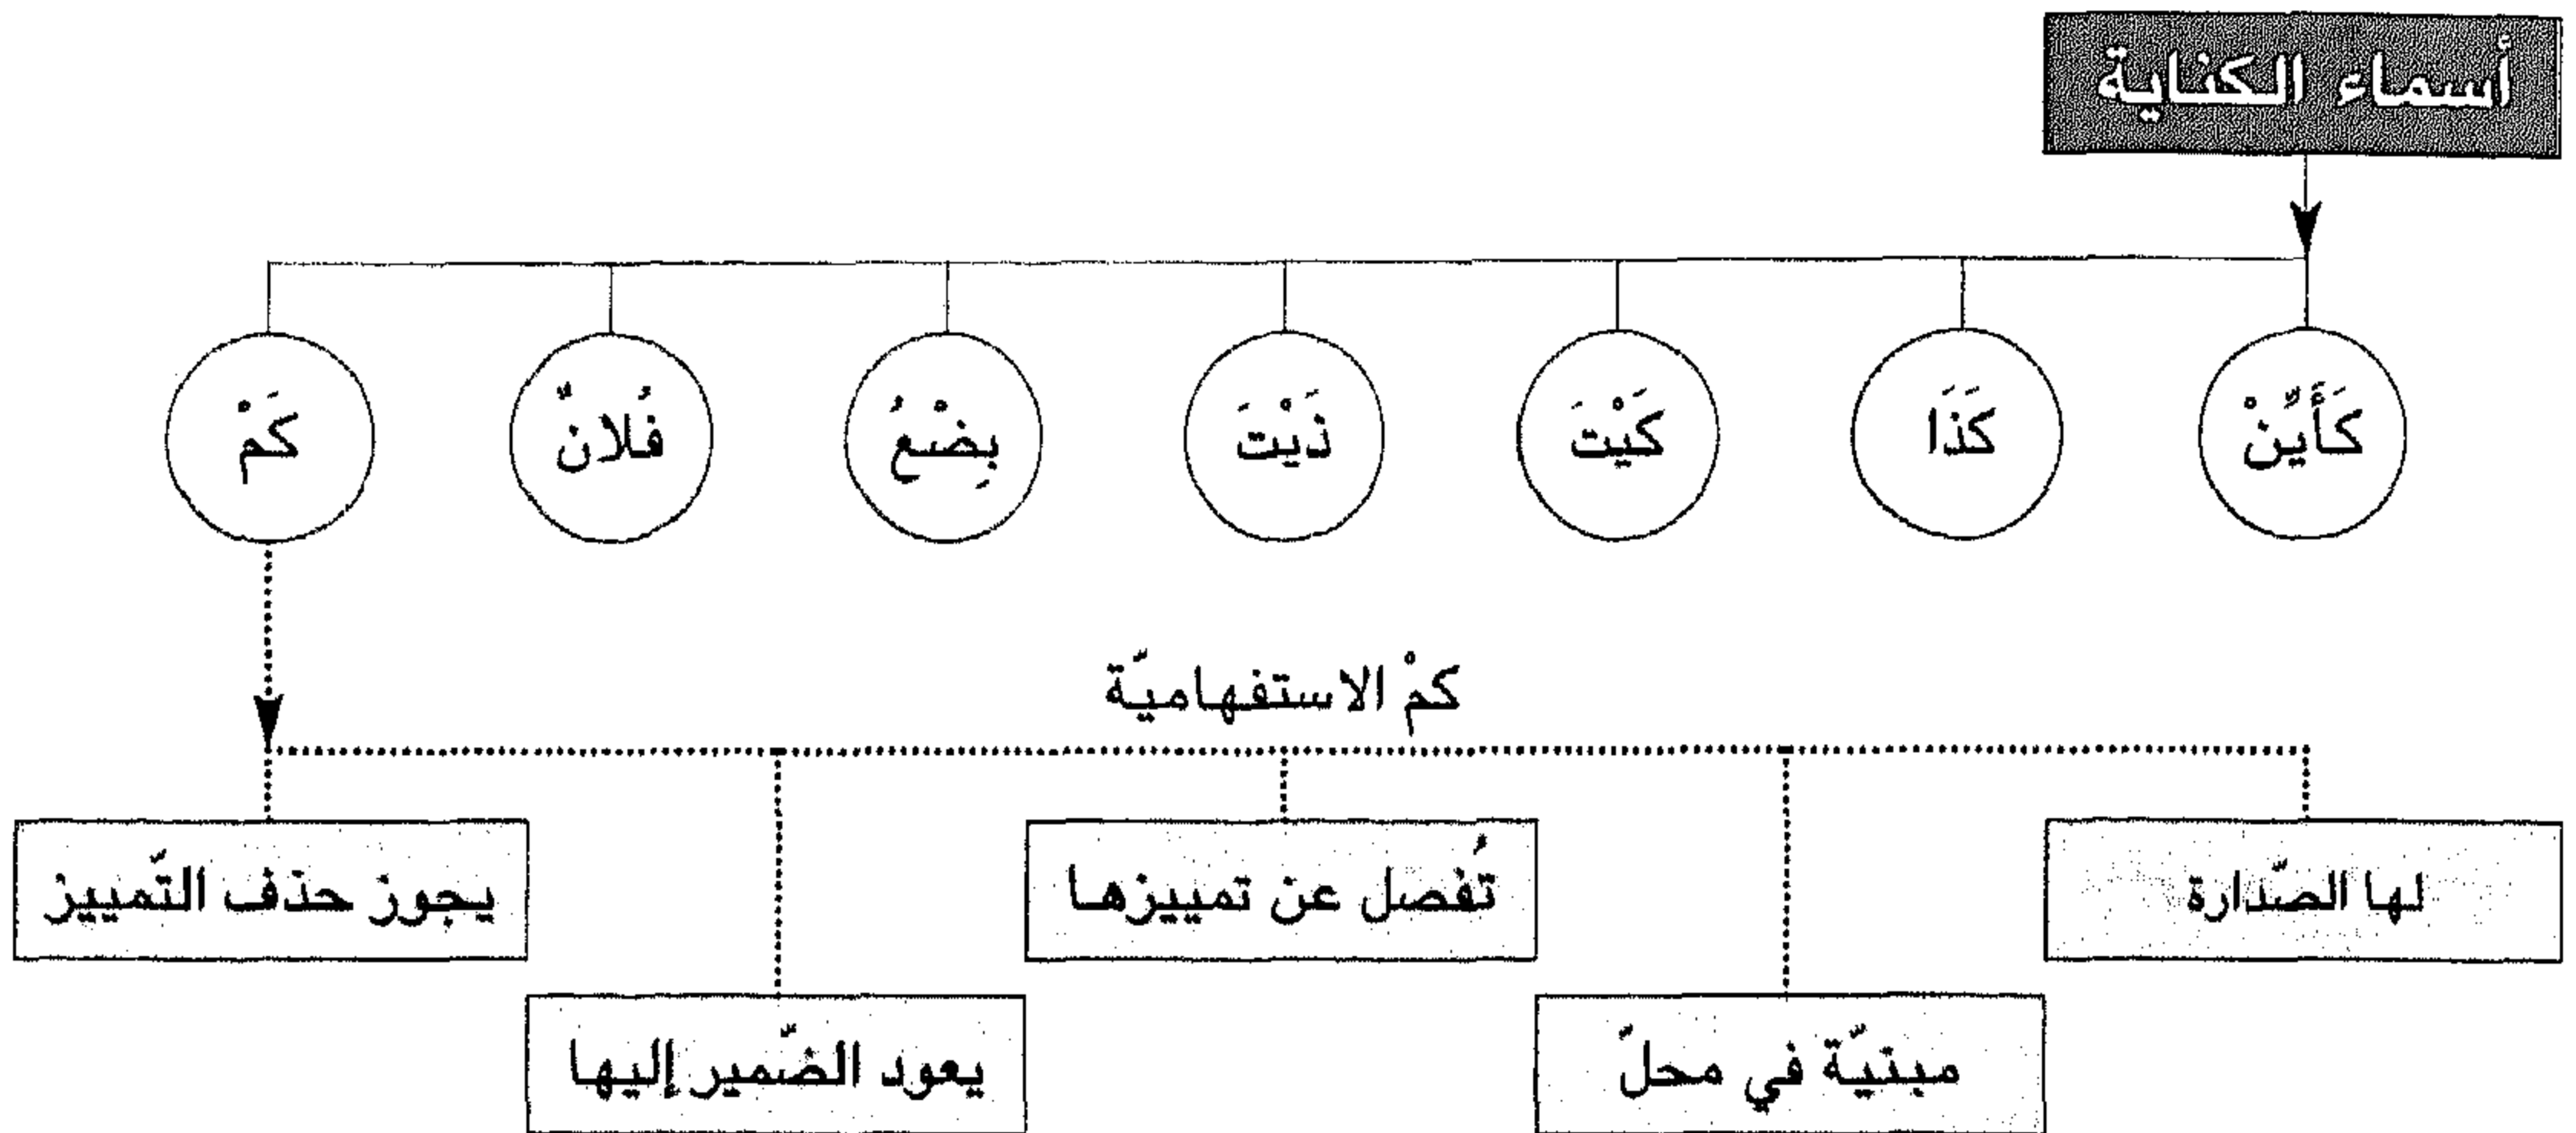 أسماء الكناية
كَأَيِّنْ
كَذَا
كَيْتَ
ذَيْتَ
بِضْعُ
فُلانٌ
كَمْ
كمْ الاستفهاميّة
لها الصّدارة
مبنيّة في محلّ
تُفصل عن تمييزها
يعود الضّمير إليها
يجوز حذف التّمييز